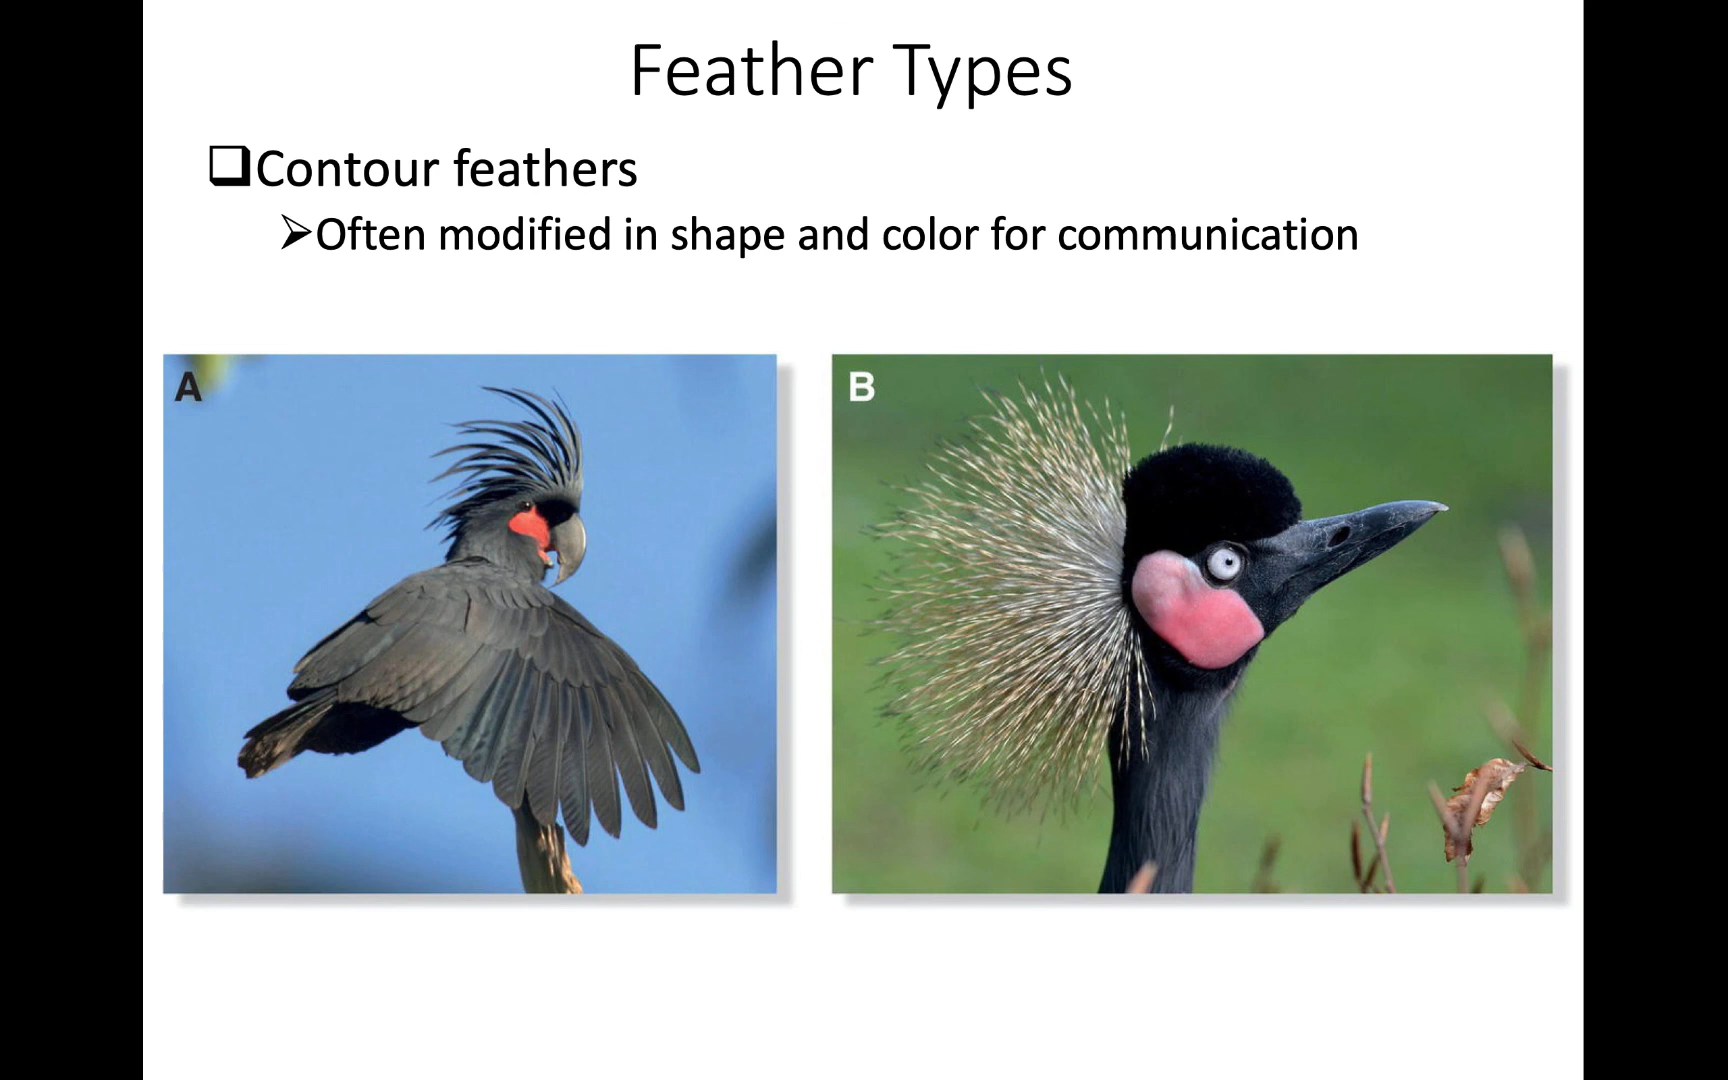 Feather Types
❑Contour feathers
➢Often modified in shape and color for communication
A
B